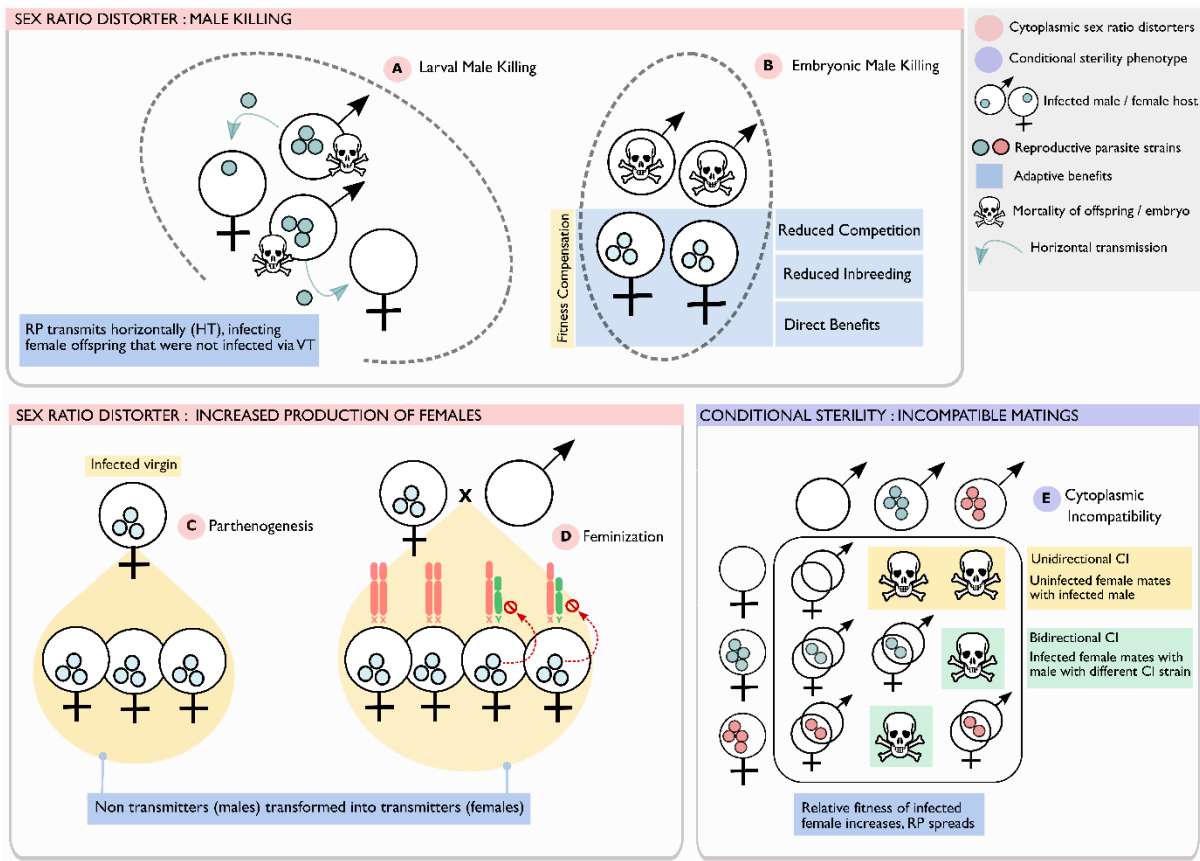 SEX RATIO DISTORTER : MALE KILLING
A Larval Male Killing
B Embryonic Male Killing
Fitness Compensation
Reduced Competition
Reduced Inbreeding
Direct Benefits
RP transmits horizontally (HT), infecting
female offspring that were not infected via VT
Cytoplasmic sex ratio distorters
Conditional sterility phenotype
Infected male / female host
Reproductive parasite strains
Adaptive benefits
Mortality of offspring / embryo
Horizontal transmission
SEX RATIO DISTORTER : INCREASED PRODUCTION OF FEMALES
Infected virgin
C Parthenogenesis
X
D Feminization
X X X X X Y X Y
Non transmitters (males) transformed into transmitters (females)
CONDITIONAL STERILITY : INCOMPATIBLE MATINGS
E Cytoplasmic
Incompatibility
Unidirectional CI
Uninfected female mates
with infected male
Bidirectional CI
Infected female mates with
male with different CI strain
Relative fitness of infected
female increases, RP spreads